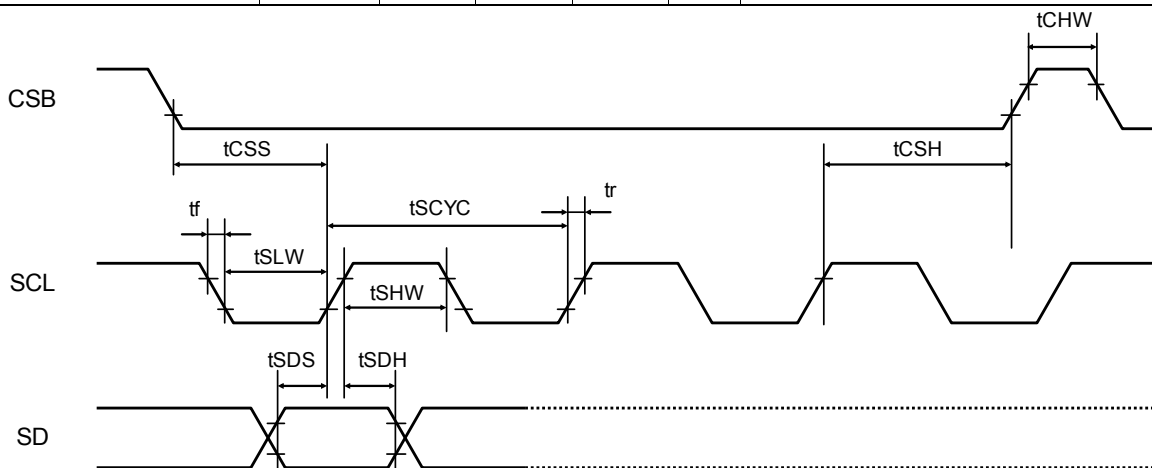 tCHW
CSB
tCSS
tCSH
tf
tSCYC
tr
tSLW
SCL
tSHW
tSDS
tSDH
SD